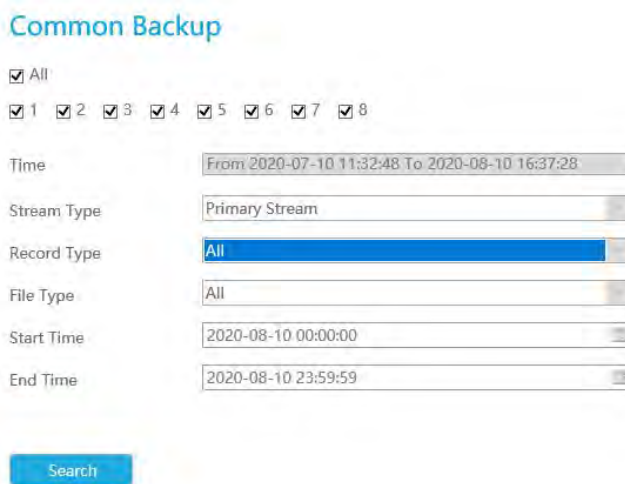 Common Backup
All
1 2 3 4 5 6 7 8
Time From 2020-07-10 11:32:48 To 2020-08-10 16:37:28
Stream Type Primary Stream
Record Type All
File Type All
Start Time 2020-08-10 00:00:00
End Time 2020-08-10 23:59:59
Search